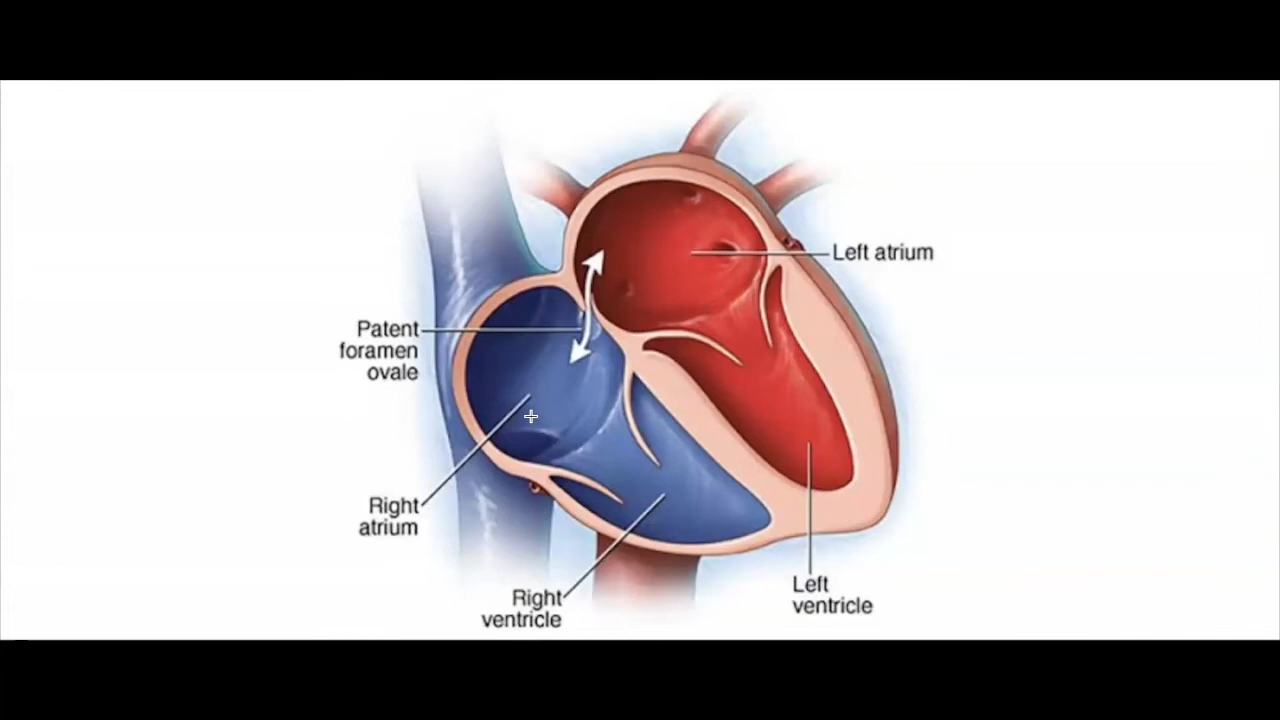 Left atrium
Patent
foramen
ovale
Right
atrium
Right
ventricle
Left
ventricle